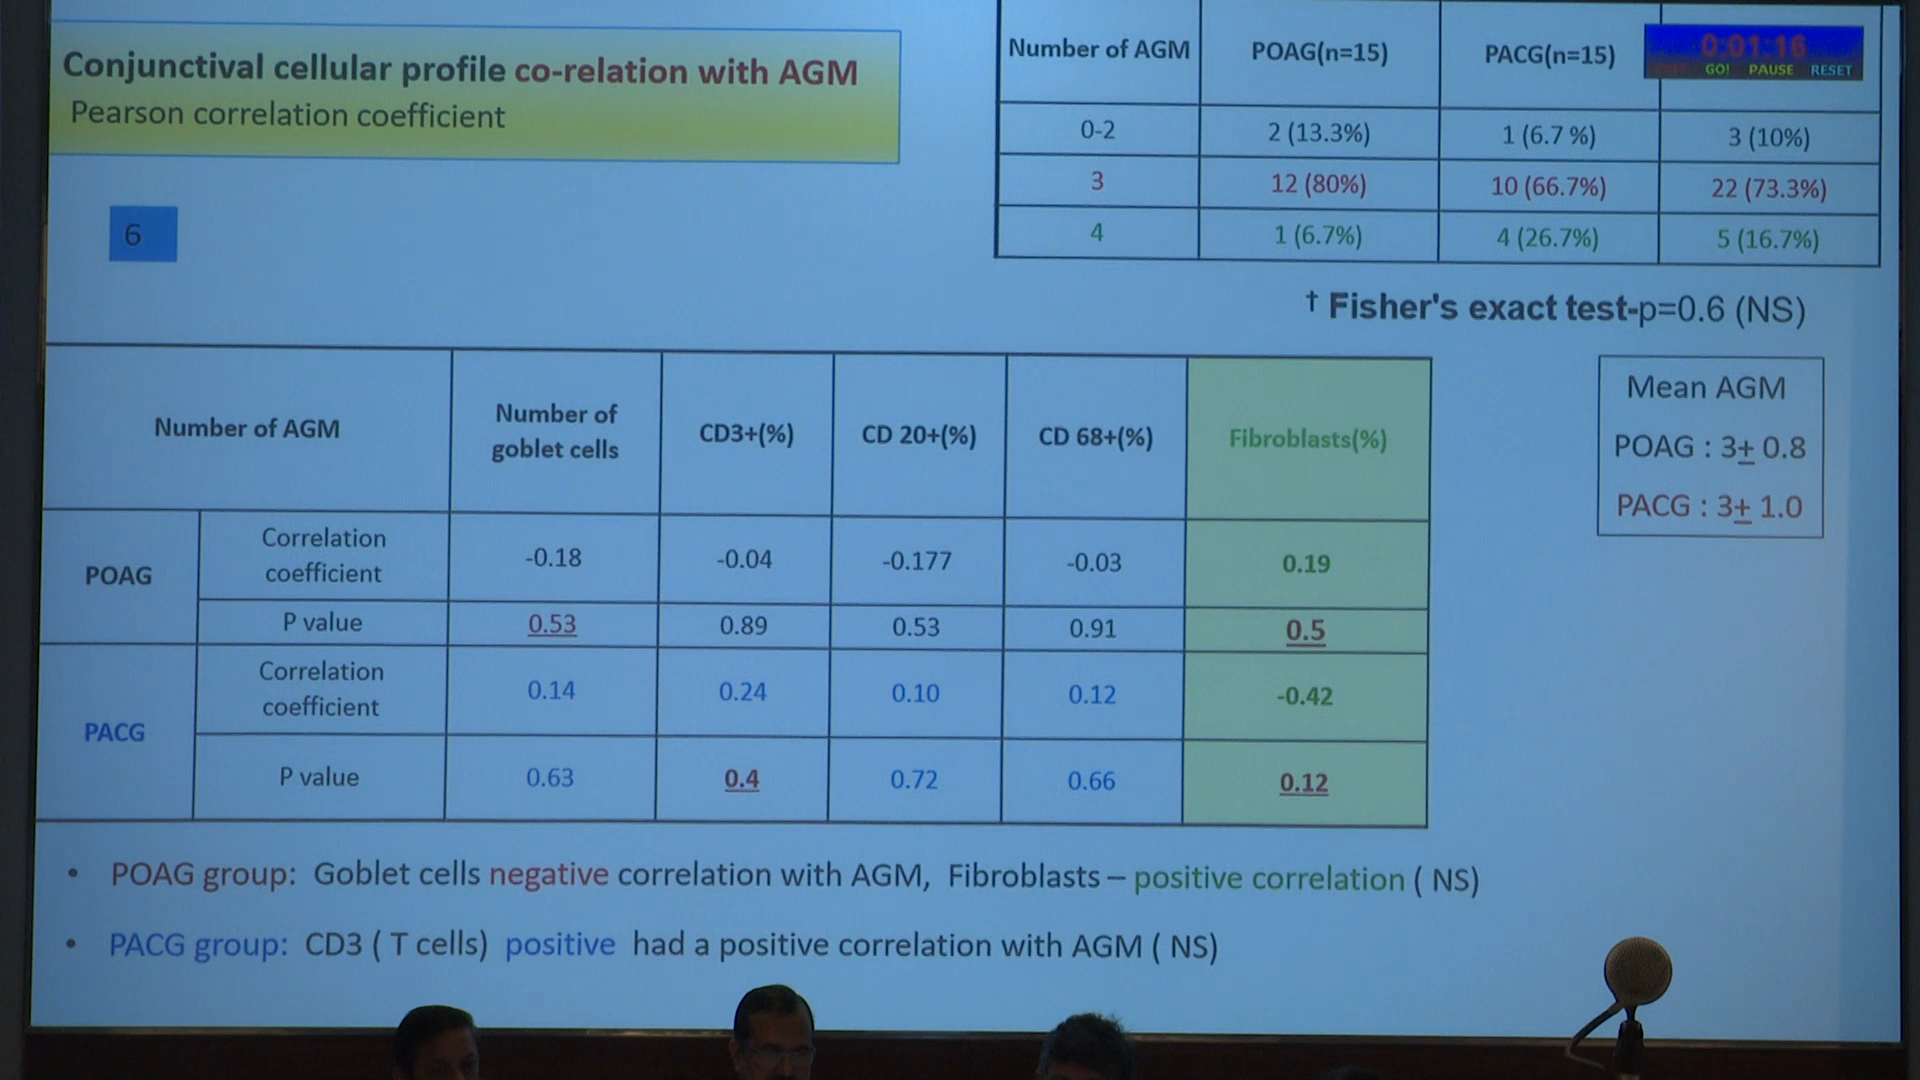 Conjunctival cellular profile co-relation with AGM
Pearson correlation coefficient
6
Number of AGM POAG(n=15) PACG(n=15)
0:01:16
GO! PAUSE RESET
0-2 2 (13.3%) 1 (6.7 %) 3 (10%)
3 12 (80%) 10 (66.7%) 22 (73.3%)
4 1 (6.7%) 4 (26.7%) 5 (16.7%)
† Fisher's exact test-p=0.6 (NS)
Mean AGM
POAG : 3± 0.8
PACG : 3± 1.0
Number of AGM Number of goblet cells CD3+(%) CD 20+(%) CD 68+(%) Fibroblasts(%)
POAG
Correlation coefficient -0.18 -0.04 -0.177 -0.03 0.19
P value 0.53 0.89 0.53 0.91 0.5
PACG
Correlation coefficient 0.14 0.24 0.10 0.12 -0.42
P value 0.63 0.4 0.72 0.66 0.12
• POAG group: Goblet cells negative correlation with AGM, Fibroblasts – positive correlation ( NS)
• PACG group: CD3 ( T cells) positive had a positive correlation with AGM ( NS)